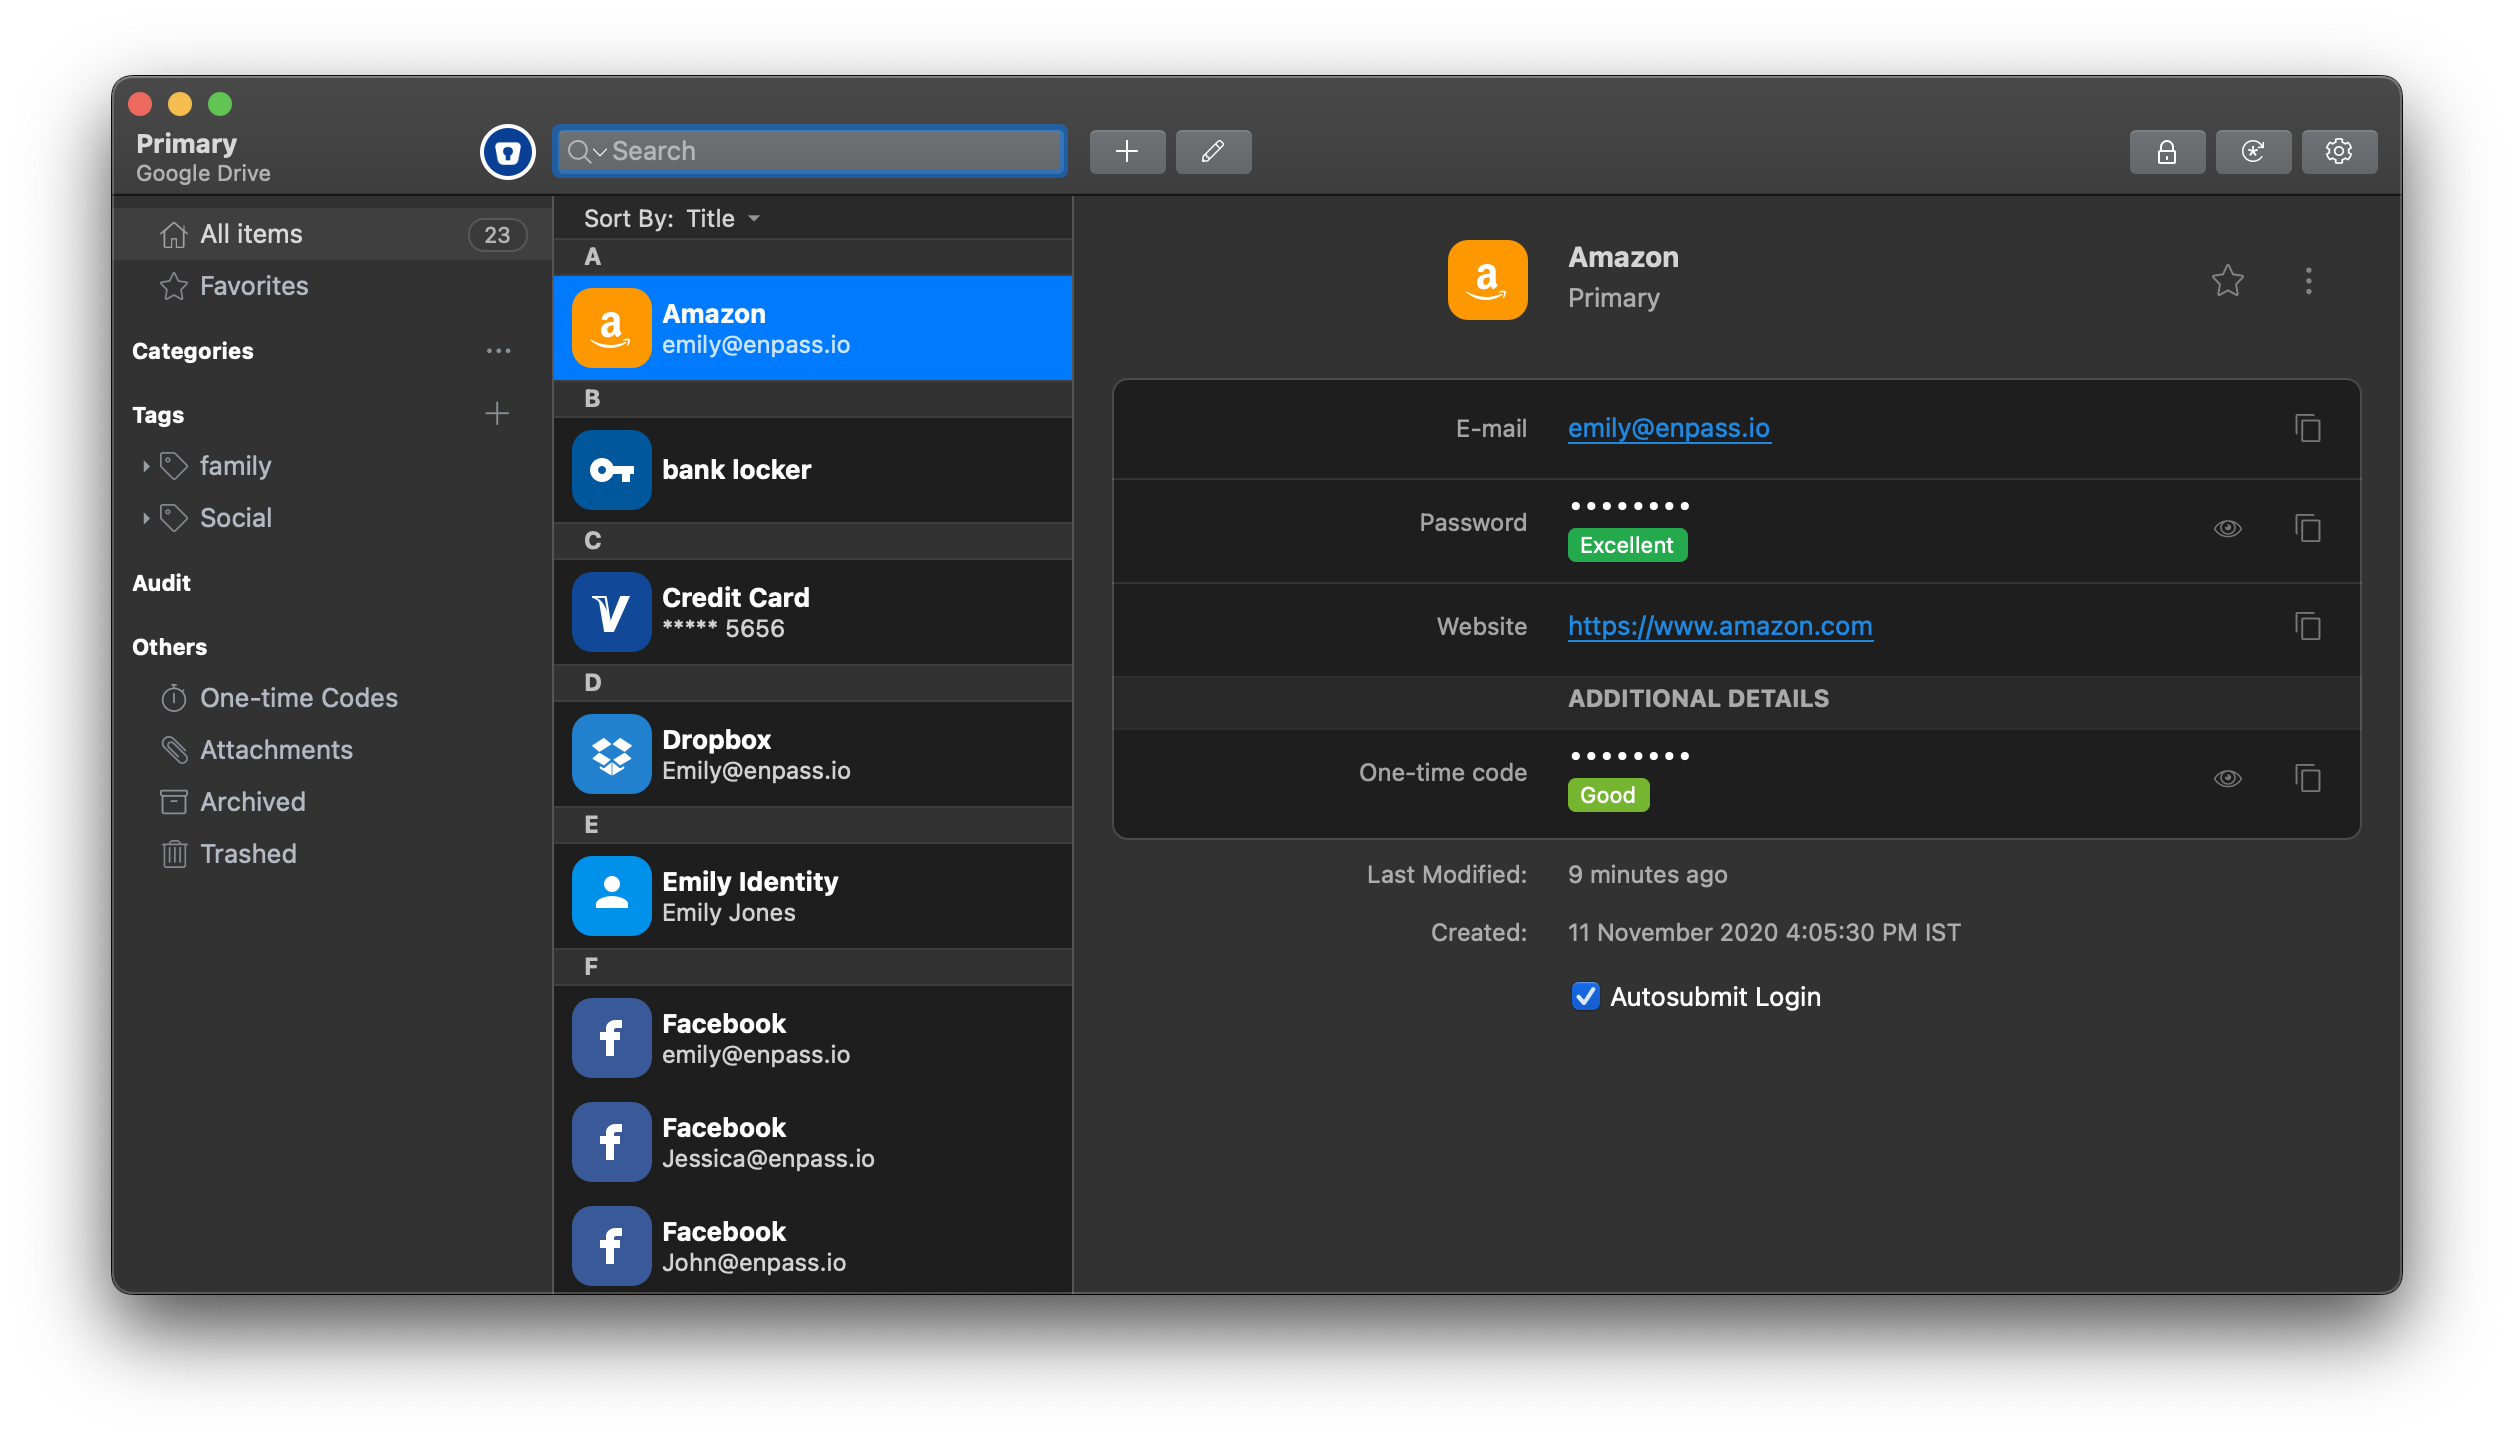 Primary
Google Drive
Search
All items 23
Favorites
Categories
Tags
family
Social
Audit
Others
One-time Codes
Attachments
Archived
Trashed
Sort By: Title
A
Amazon
emily@enpass.io
B
bank locker
C
Credit Card
***** 5656
D
Dropbox
Emily@enpass.io
E
Emily Identity
Emily Jones
F
Facebook
emily@enpass.io
Facebook
Jessica@enpass.io
Facebook
John@enpass.io
Amazon
Primary
E-mail emily@enpass.io
Password ••••••••
Excellent
Website https://www.amazon.com
ADDITIONAL DETAILS
One-time code ••••••••
Good
Last Modified: 9 minutes ago
Created: 11 November 2020 4:05:30 PM IST
Autosubmit Login